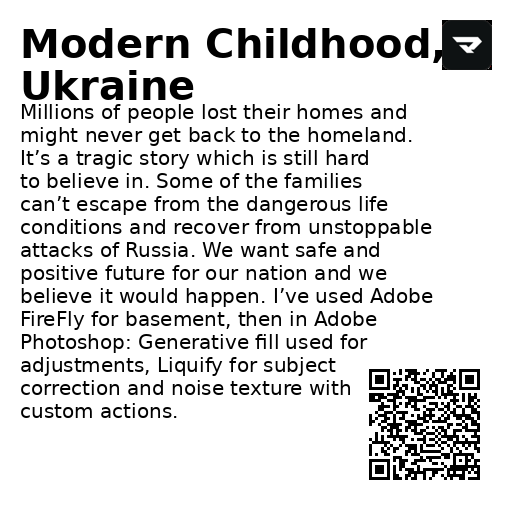 Modern Childhood,
Ukraine
Millions of people lost their homes and
might never get back to the homeland.
It’s a tragic story which is still hard
to believe in. Some of the families
can’t escape from the dangerous life
conditions and recover from unstoppable
attacks of Russia. We want safe and
positive future for our nation and we
believe it would happen. I’ve used Adobe
FireFly for basement, then in Adobe
Photoshop: Generative fill used for
adjustments, Liquify for subject
correction and noise texture with
custom actions.